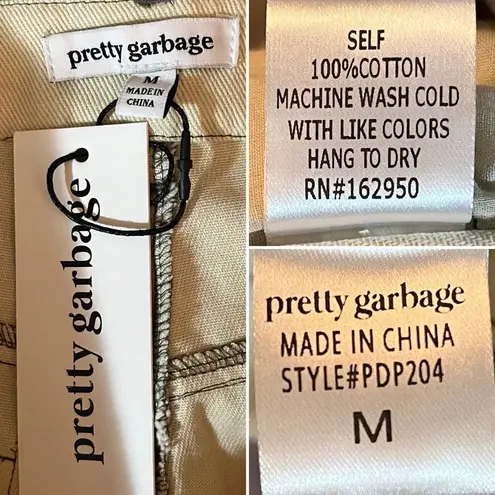 pretty garbage
M
MADE IN
CHINA
pretty garbage
SELF
100%COTTON
MACHINE WASH COLD
WITH LIKE COLORS
HANG TO DRY
RN#162950
pretty garbage
MADE IN CHINA
STYLE#PDP204
M